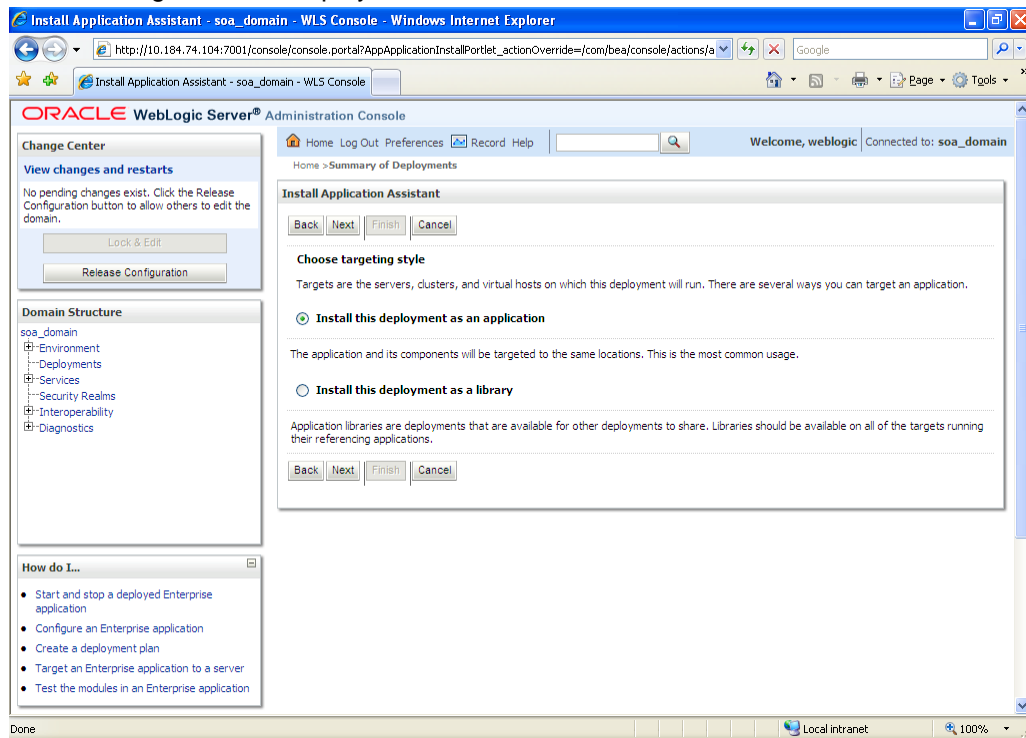 Install Application Assistant - soa_domain - WLS Console - Windows Internet Explorer
http://10.184.74.104:7001/console/console.portal?AppApplicationInstallPortlet_actionOverride=/com/bea/console/actions/a
Google
Install Application Assistant - soa_domain - WLS Console
Page
Tools
ORACLE WebLogic Server® Administration Console
Change Center
View changes and restarts
No pending changes exist. Click the Release
Configuration button to allow others to edit the
domain.
Lock & Edit
Release Configuration
Domain Structure
soa_domain
Environment
Deployments
Services
Security Realms
Interoperability
Diagnostics
How do I...
Start and stop a deployed Enterprise
application
Configure an Enterprise application
Create a deployment plan
Target an Enterprise application to a server
Test the modules in an Enterprise application
Home Log Out Preferences Record Help
Welcome, weblogic Connected to: soa_domain
Home >Summary of Deployments
Install Application Assistant
Back Next Finish Cancel
Choose targeting style
Targets are the servers, clusters, and virtual hosts on which this deployment will run. There are several ways you can target an application.
Install this deployment as an application
The application and its components will be targeted to the same locations. This is the most common usage.
Install this deployment as a library
Application libraries are deployments that are available for other deployments to share. Libraries should be available on all of the targets running
their referencing applications.
Back Next Finish Cancel
Done
Local intranet
100%